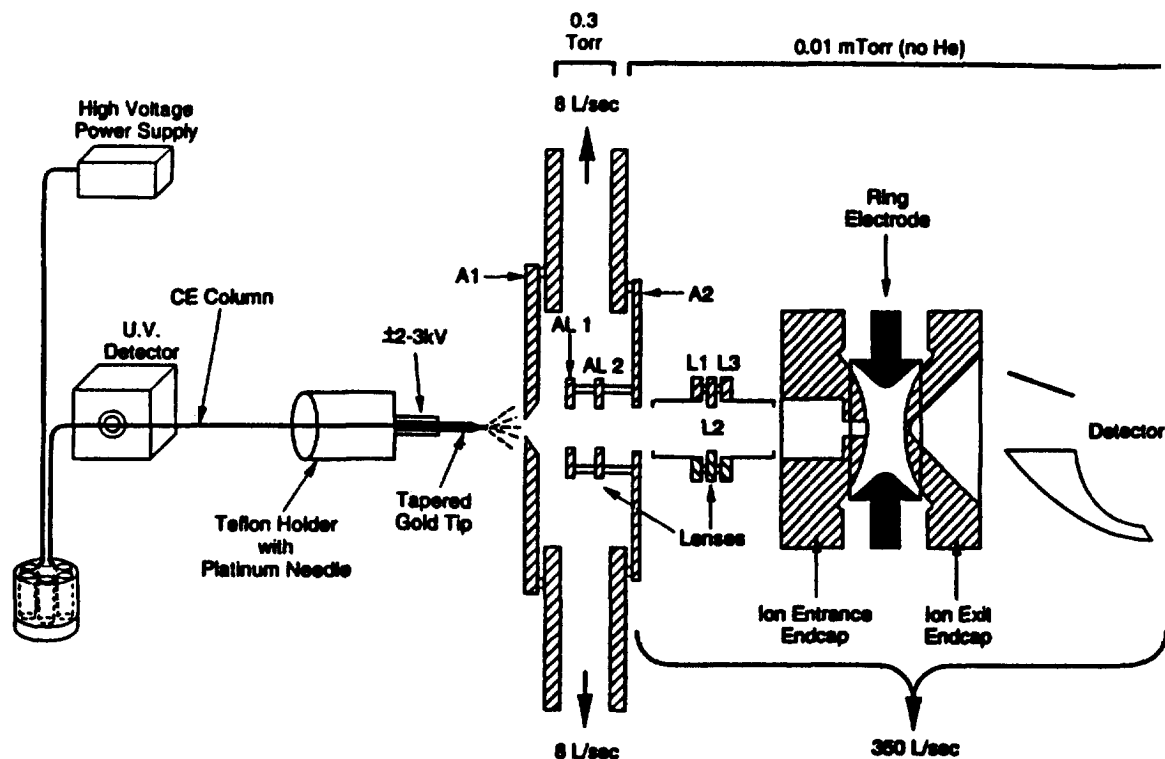 0.3
Torr
0.01 mTorr (no He)
8 L/sec
High Voltage
Power Supply
Ring
Electrode
A1
A2
CE Column
U.V.
Detector
±2-3kV
AL 1
AL 2
L1 L3
L2
Detector
Tapered
Gold Tip
Teflon Holder
with
Platinum Needle
Lenses
Ion Entrance
Endcap
Ion Exit
Endcap
8 L/sec
350 L/sec